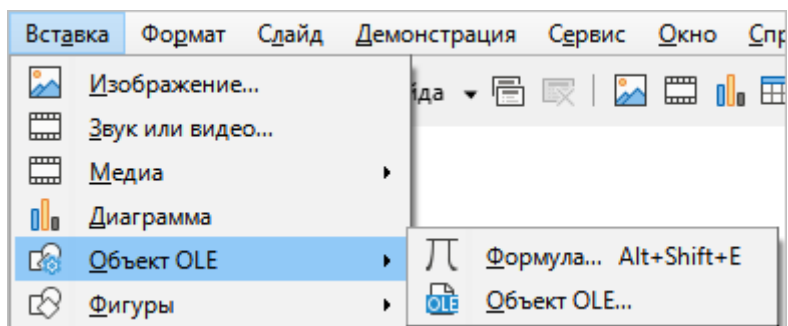 Вставка Формат Слайд Демонстрация Сервис Окно
Изображение...
Звук или видео...
Медиа
Диаграмма
Объект OLE
Формула... Alt+Shift+E
OLE Объект OLE...
Фигуры